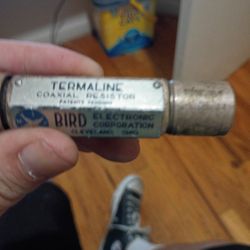 TERMALINE
COAXIAL RESISTOR
PATENTS PENDING
BIRD ELECTRONIC
CORPORATION
CLEVELAND, OHIO